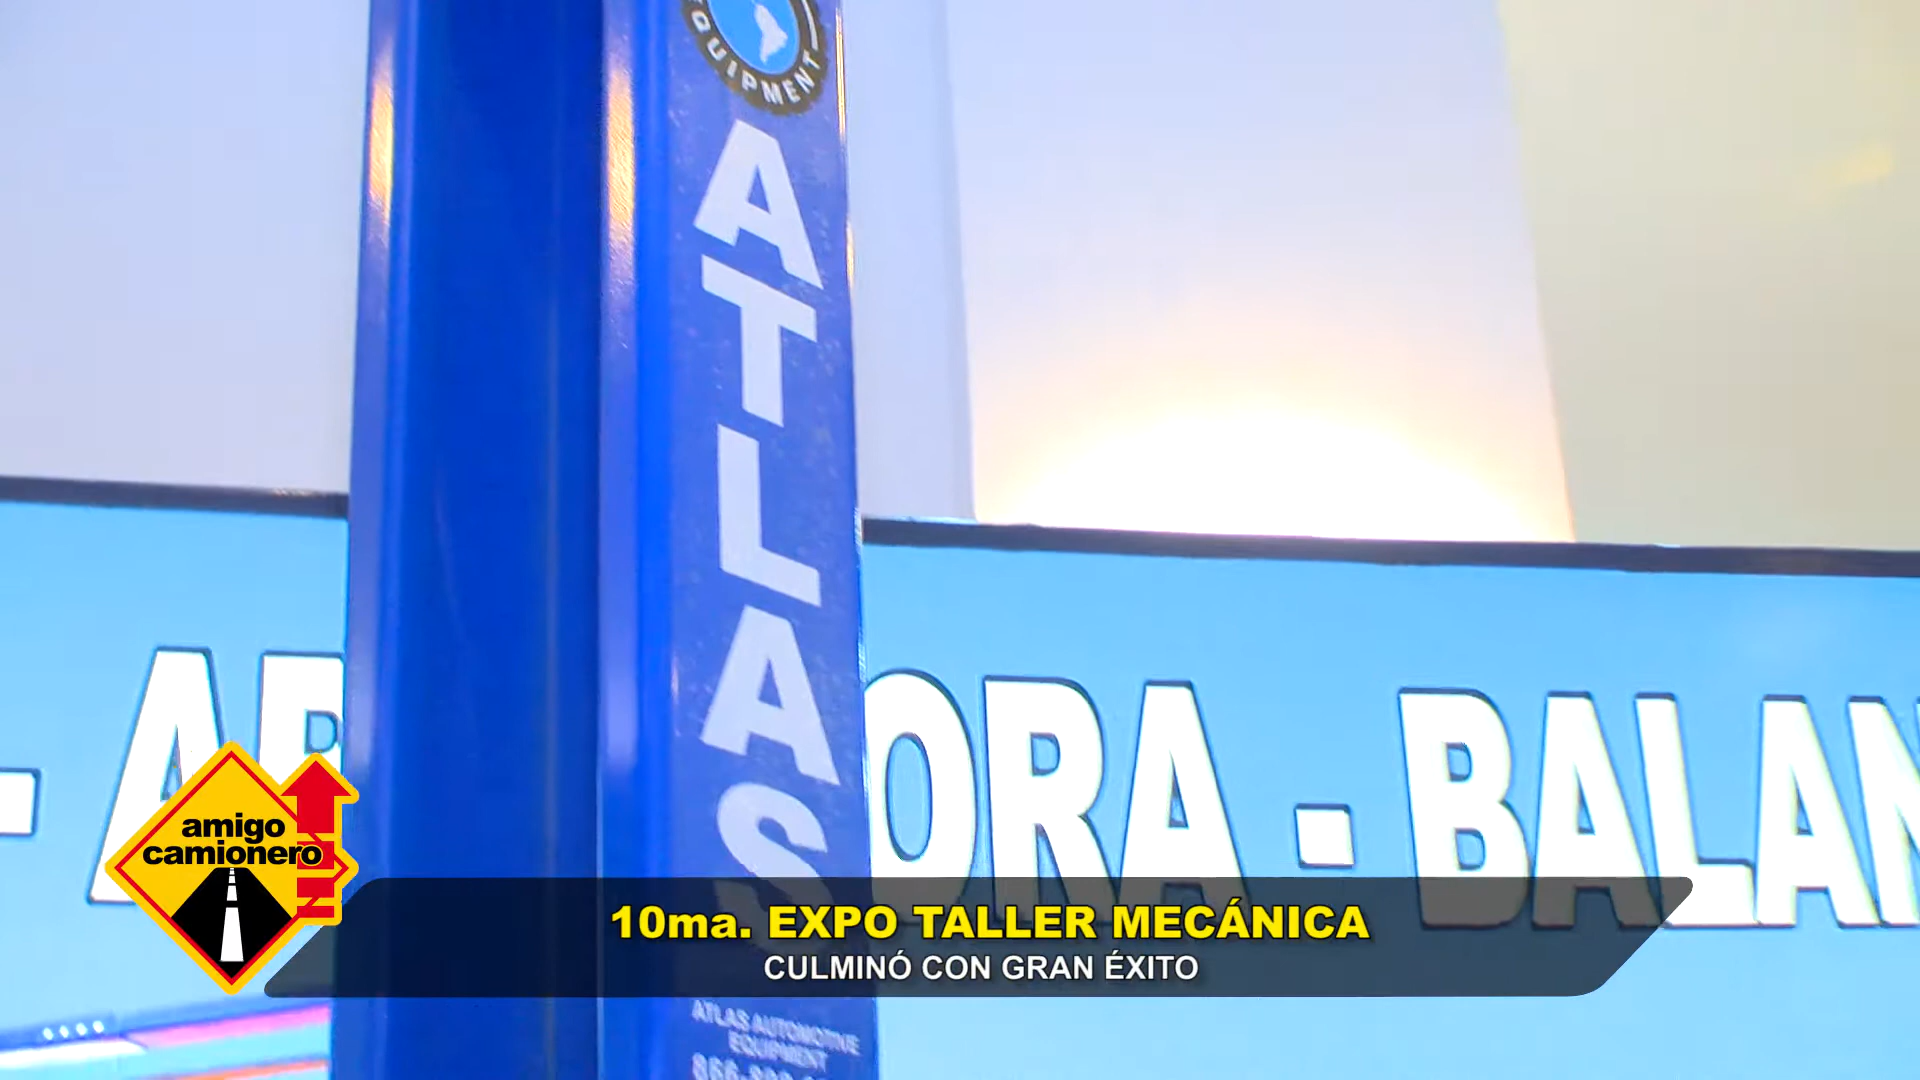 EQUIPMENT
ATLAS
ORA - BALAN
amigo
camionero
10ma. EXPO TALLER MECÁNICA
CULMINÓ CON GRAN ÉXITO
ATLAS AUTOMOTIVE
EQUIPMENT